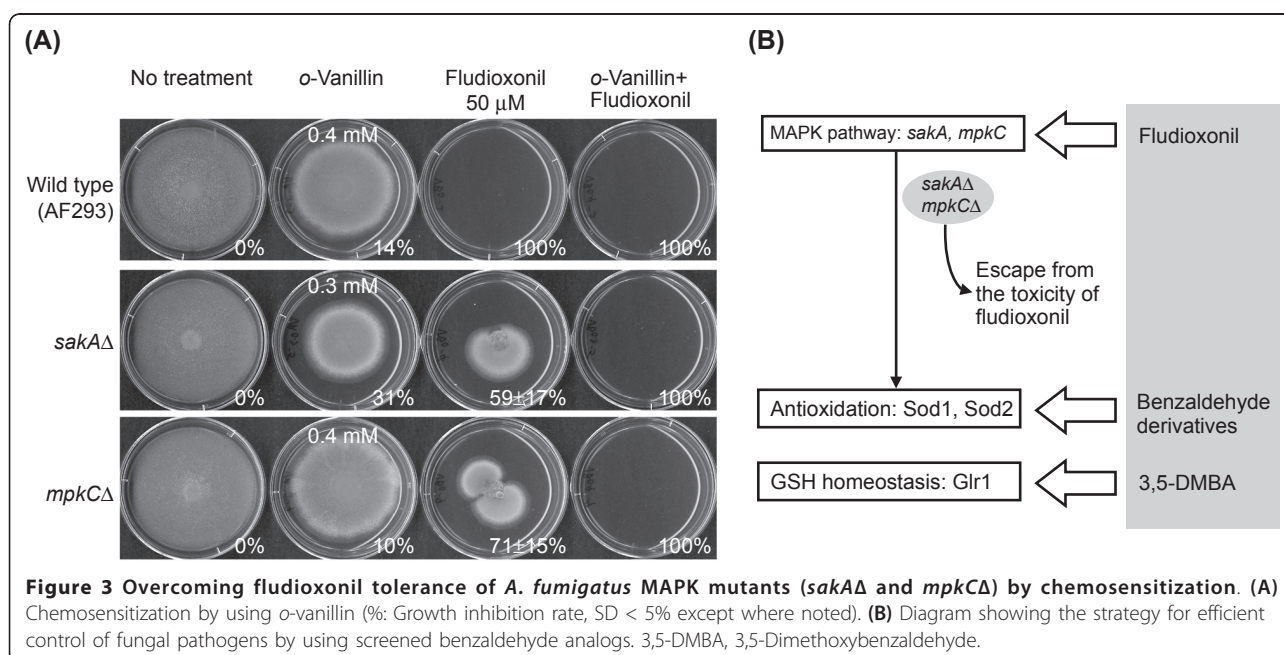 (A)
No treatment
o-Vanillin
Fludioxonil
50 μM
o-Vanillin+
Fludioxonil
Wild type
(AF293)
0%
0.4 mM
14%
100%
100%
sakAΔ
0%
0.3 mM
31%
59±17%
100%
mpkCΔ
0%
0.4 mM
10%
71±15%
100%
(B)
MAPK pathway: sakA, mpkC
Fludioxonil
sakAΔ
mpkCΔ
Escape from
the toxicity of
fludioxonil
Antioxidation: Sod1, Sod2
Benzaldehyde
derivatives
GSH homeostasis: Glr1
3,5-DMBA
Figure 3 Overcoming fludioxonil tolerance of A. fumigatus MAPK mutants (sakAΔ and mpkCΔ) by chemosensitization. (A)
Chemosensitization by using o-vanillin (%: Growth inhibition rate, SD < 5% except where noted). (B) Diagram showing the strategy for efficient
control of fungal pathogens by using screened benzaldehyde analogs. 3,5-DMBA, 3,5-Dimethoxybenzaldehyde.